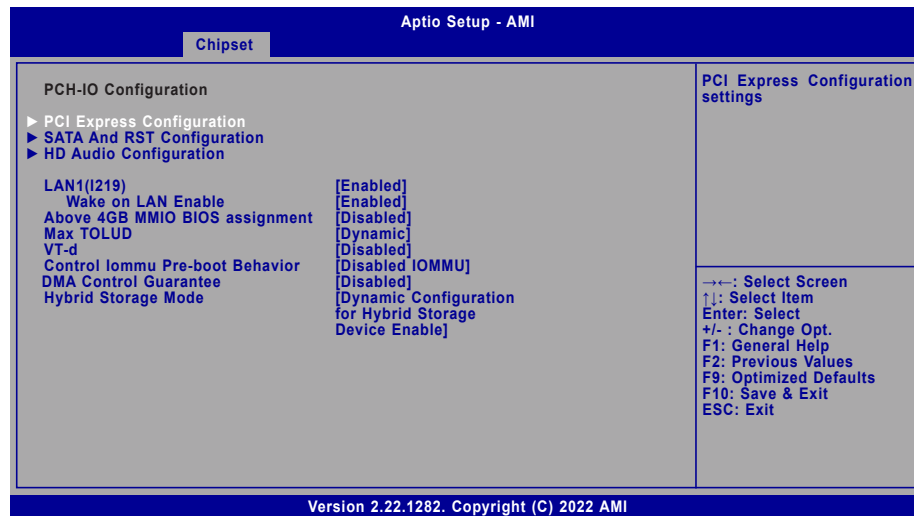 Aptio Setup - AMI
Chipset
PCH-IO Configuration
► PCI Express Configuration
► SATA And RST Configuration
► HD Audio Configuration
LAN1(I219) [Enabled]
Wake on LAN Enable [Enabled]
Above 4GB MMIO BIOS assignment [Disabled]
Max TOLUD [Dynamic]
VT-d [Disabled]
Control Iommu Pre-boot Behavior [Disabled IOMMU]
DMA Control Guarantee [Disabled]
Hybrid Storage Mode [Dynamic Configuration
for Hybrid Storage
Device Enable]
PCI Express Configuration
settings
→←: Select Screen
↑↓: Select Item
Enter: Select
+/- : Change Opt.
F1: General Help
F2: Previous Values
F9: Optimized Defaults
F10: Save & Exit
ESC: Exit
Version 2.22.1282. Copyright (C) 2022 AMI